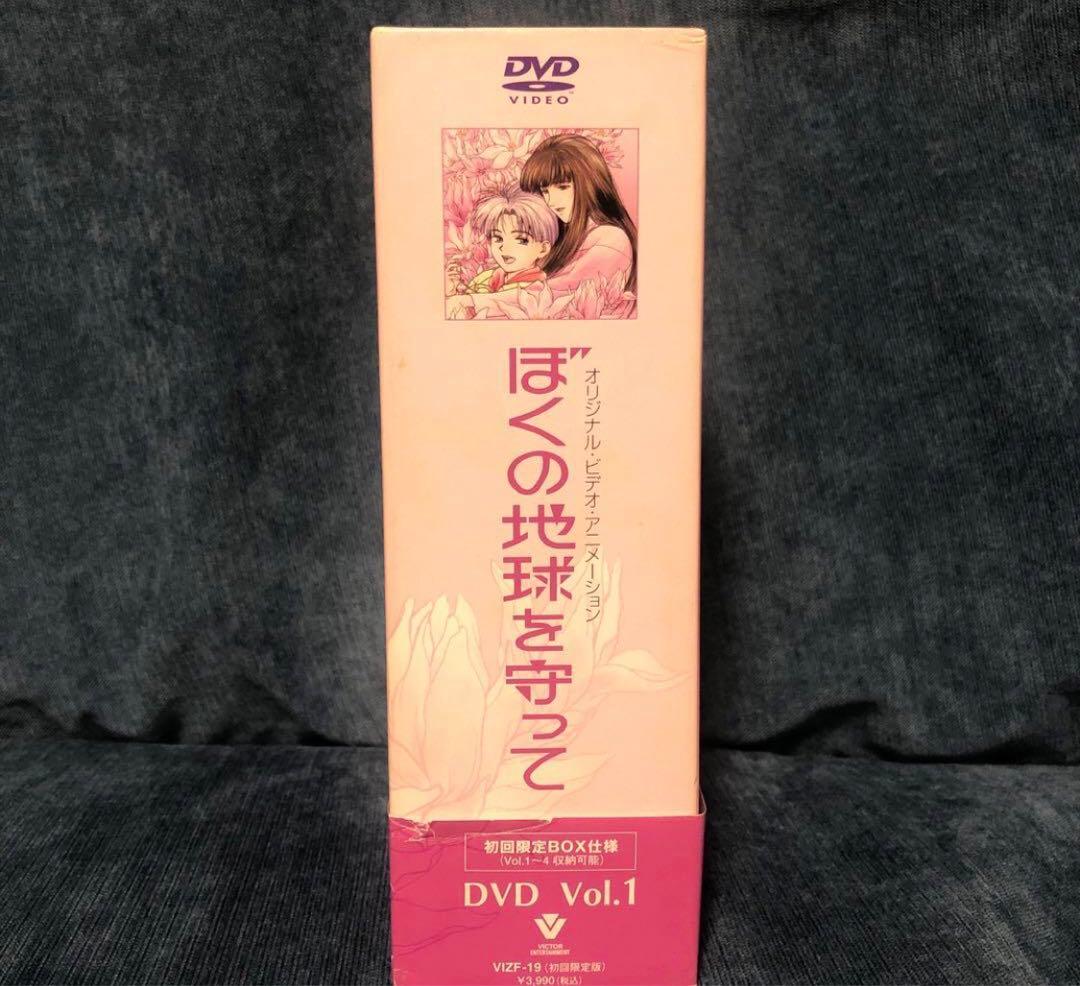 DVD
VIDEO
ぼくの地球を守って
オリジナル・ビデオ・アニメーション
初回限定BOX仕様
(Vol.1〜4 収納可能)
DVD Vol.1
VICTOR
ENTERTAINMENT
VIZF-19(初回限定版)
¥3,990(税込)